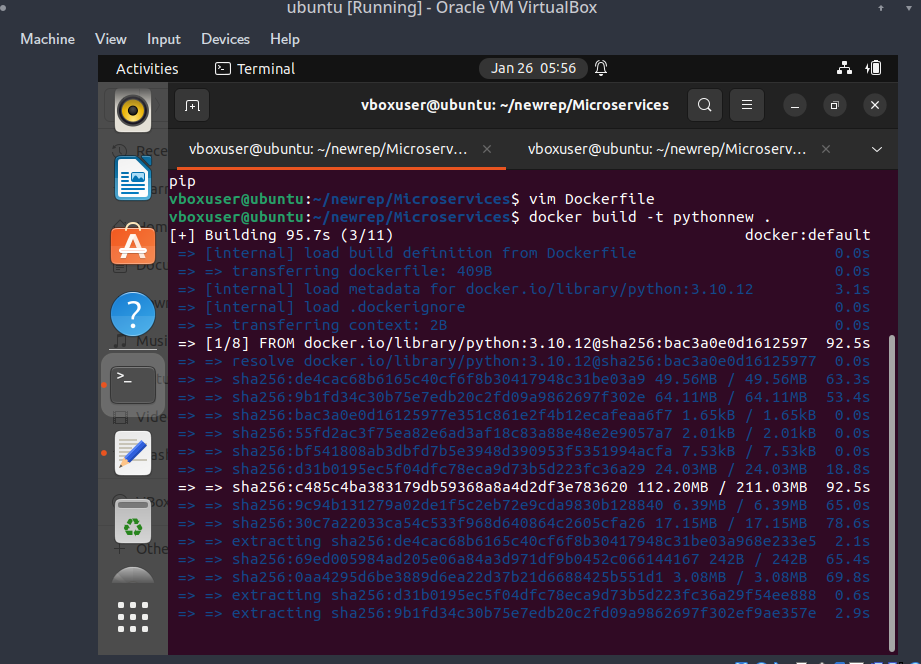 ubuntu [Running] - Oracle VM VirtualBox
Machine View Input Devices Help
Activities Terminal Jan 26 05:56
vboxuser@ubuntu: ~/newrep/Microservices
vboxuser@ubuntu: ~/newrep/Microserv... × vboxuser@ubuntu: ~/newrep/Microserv... ×
pip
vboxuser@ubuntu:~/newrep/Microservices$ vim Dockerfile
vboxuser@ubuntu:~/newrep/Microservices$ docker build -t pythonnew .
[+] Building 95.7s (3/11) docker:default
=> [internal] load build definition from Dockerfile 0.0s
=> => transferring dockerfile: 409B 0.0s
=> [internal] load metadata for docker.io/library/python:3.10.12 3.1s
=> [internal] load .dockerignore 0.0s
=> => transferring context: 2B 0.0s
=> [1/8] FROM docker.io/library/python:3.10.12@sha256:bac3a0e0d1612597 92.5s
=> => resolve docker.io/library/python:3.10.12@sha256:bac3a0e0d16125977 0.0s
=> => sha256:de4cac68b6165c40cf6f8b30417948c31be03a9 49.56MB / 49.56MB 63.3s
=> => sha256:9b1fd34c30b75e7edb20c2fd09a9862697f302e 64.11MB / 64.11MB 53.4s
=> => sha256:bac3a0e0d16125977e351c861e2f4b12ecafeaa6f7 1.65kB / 1.65kB 0.0s
=> => sha256:55fd2ac3f75ea82e6ad3af18c83a88e48e2e9057a7 2.01kB / 2.01kB 0.0s
=> => sha256:bf541808ab3dbfd7b5e3948d390953f5351994acfa 7.53kB / 7.53kB 0.0s
=> => sha256:d31b0195ec5f04dfc78eca9d73b5d223fc36a29 24.03MB / 24.03MB 18.8s
=> => sha256:c485c4ba383179db59368a8a4d2df3e783620 112.20MB / 211.03MB 92.5s
=> => sha256:9c94b131279a02de1f5c2eb72e9cda9830b128840 6.39MB / 6.39MB 65.0s
=> => sha256:30c7a22033ca54c533f968d640864c2605cfa26 17.15MB / 17.15MB 78.6s
=> => extracting sha256:de4cac68b6165c40cf6f8b30417948c31be03a968e233e5 2.1s
=> => sha256:69ed005984ad205e06a84a3d971df9b0452c066144167 242B / 242B 65.4s
=> => sha256:0aa4295d6be3889d6ea22d37b21d6688425b551d1 3.08MB / 3.08MB 69.8s
=> => extracting sha256:d31b0195ec5f04dfc78eca9d73b5d223fc36a29f54ee888 0.6s
=> => extracting sha256:9b1fd34c30b75e7edb20c2fd09a9862697f302ef9ae357e 2.9s